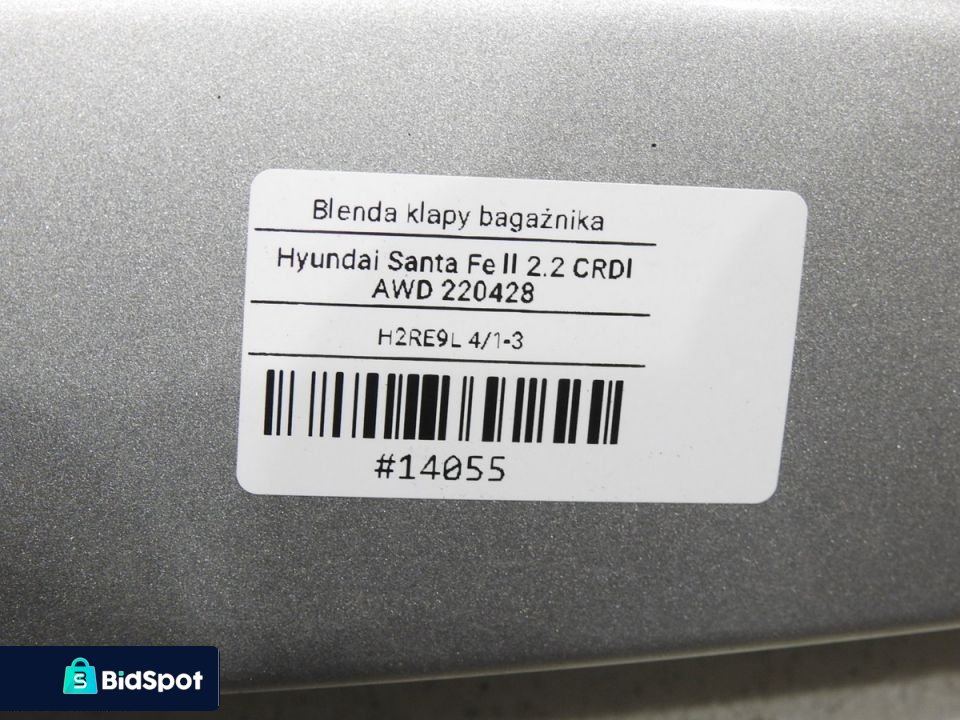 Blenda klapy bagażnika
Hyundai Santa Fe II 2.2 CRDI
AWD 220428
H2RE9L 4/1-3
#14055
BidSpot